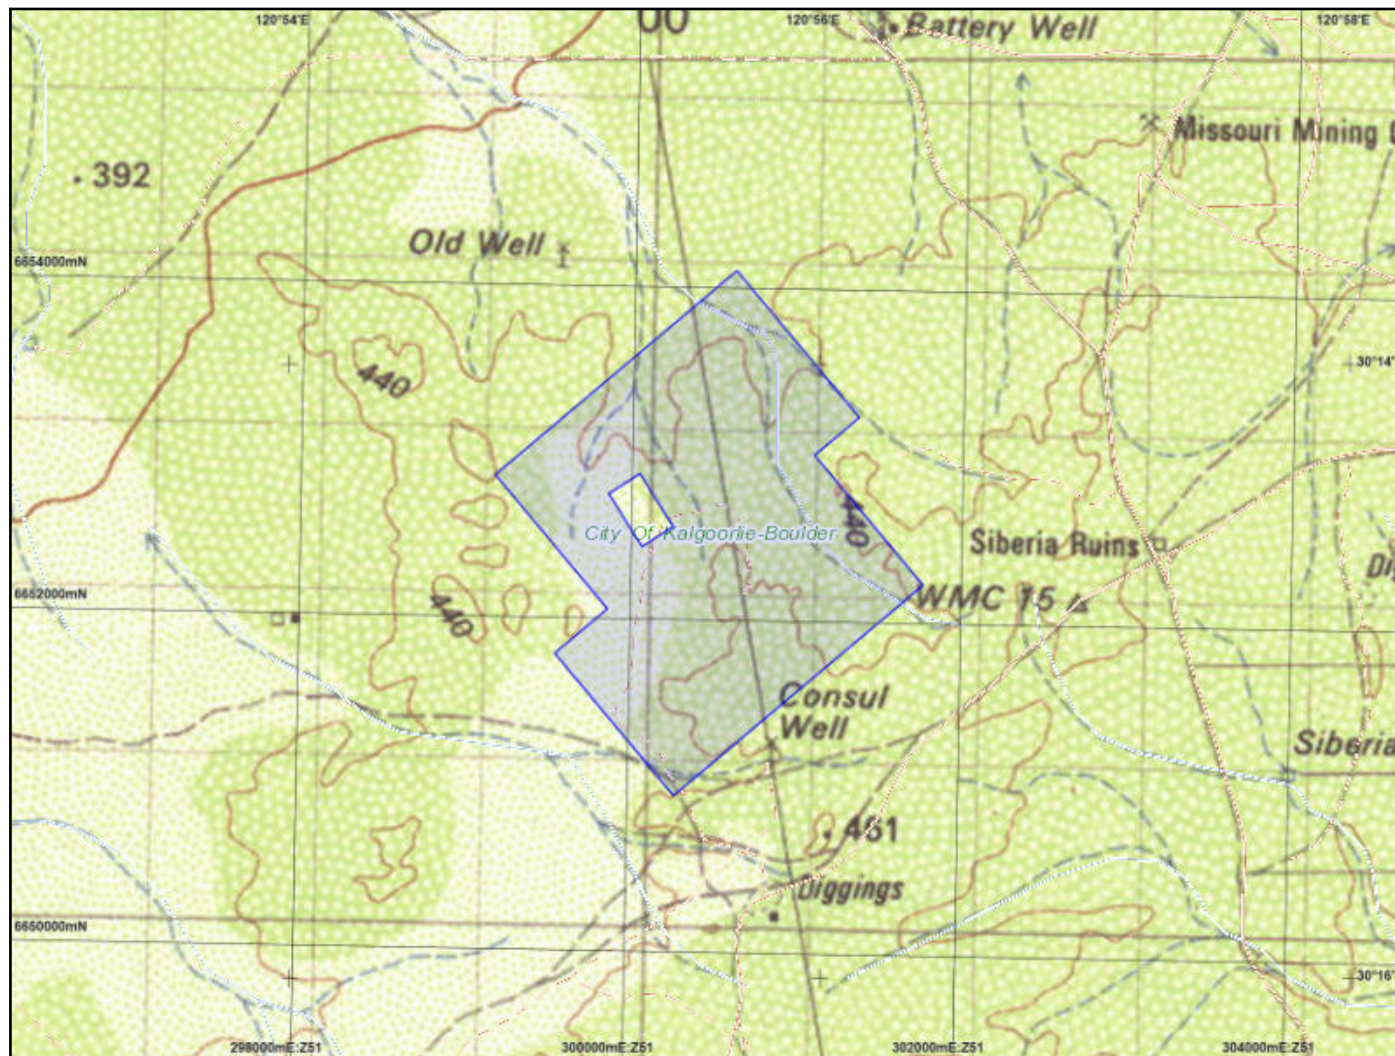 120°54'E
120°56'E
120°58'E
00
Battery Well
Missouri Mining
392
Old Well
6654000mN
30°14'
440
City Of Kalgoorlie-Boulder
440
Siberia Ruins
6652000mN
440
WMC 15
Consul
Well
Siberia
461
Diggings
6650000mN
30°16'
298000mE:Z51
300000mE:Z51
302000mE:Z51
304000mE:Z51